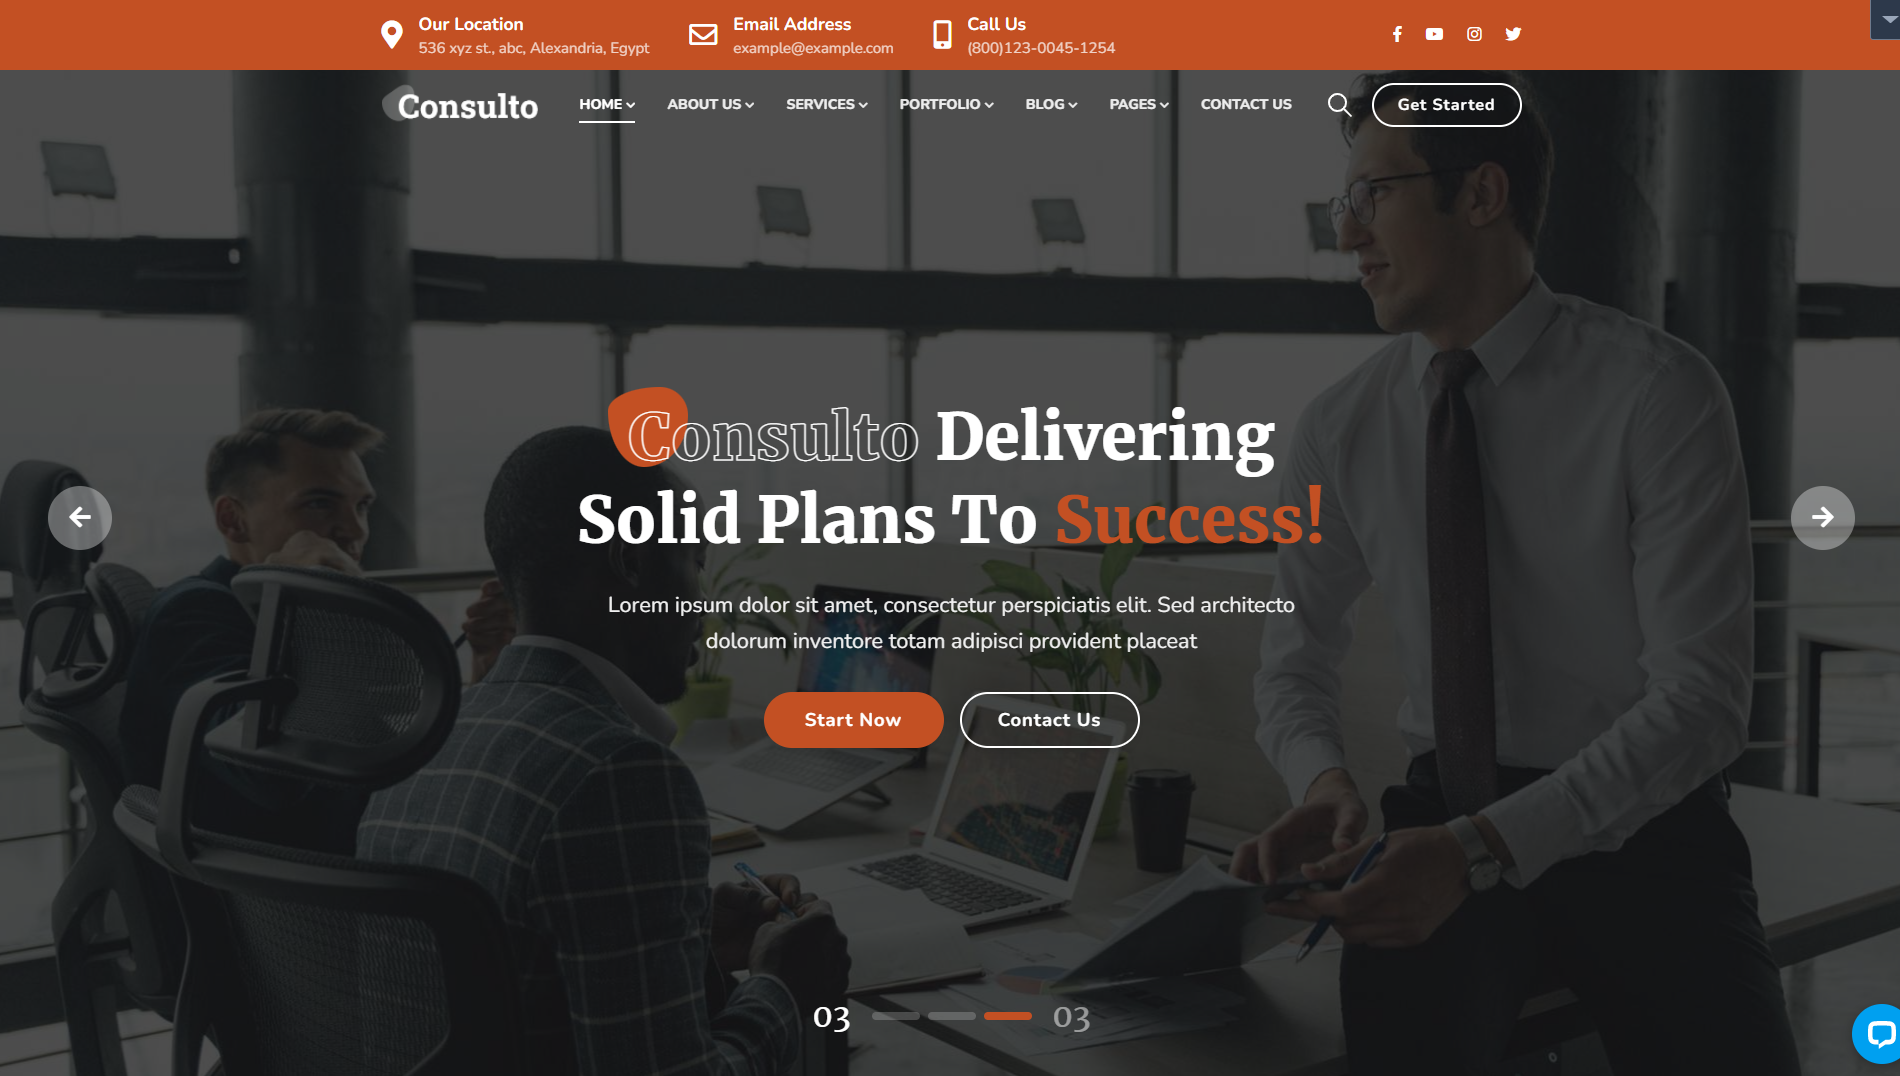 Our Location
536 xyz st., abc, Alexandria, Egypt
Email Address
example@example.com
Call Us
(800)123-0045-1254
Consulto
HOME
ABOUT US
SERVICES
PORTFOLIO
BLOG
PAGES
CONTACT US
Get Started
Consulto Delivering
Solid Plans To Success!
Lorem ipsum dolor sit amet, consectetur perspiciatis elit. Sed architecto
dolorum inventore totam adipisci provident placeat
Start Now
Contact Us
03
03